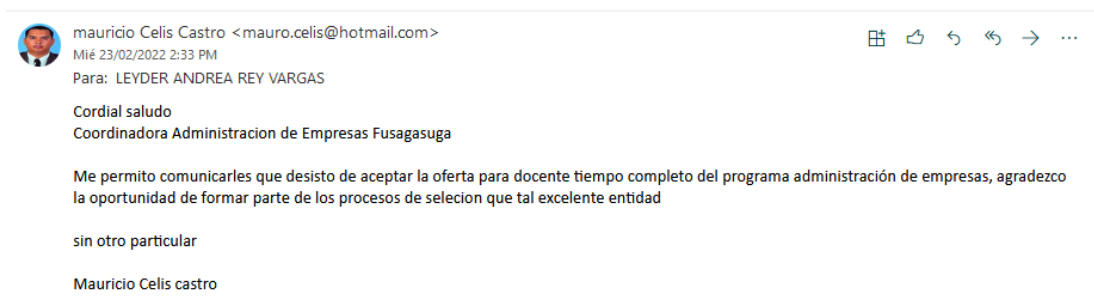 mauricio Celis Castro <mauro.celis@hotmail.com>
Mié 23/02/2022 2:33 PM
Para: LEYDER ANDREA REY VARGAS
Cordial saludo
Coordinadora Administracion de Empresas Fusagasuga
Me permito comunicarles que desisto de aceptar la oferta para docente tiempo completo del programa administración de empresas, agradezco
la oportunidad de formar parte de los procesos de selecion que tal excelente entidad
sin otro particular
Mauricio Celis castro